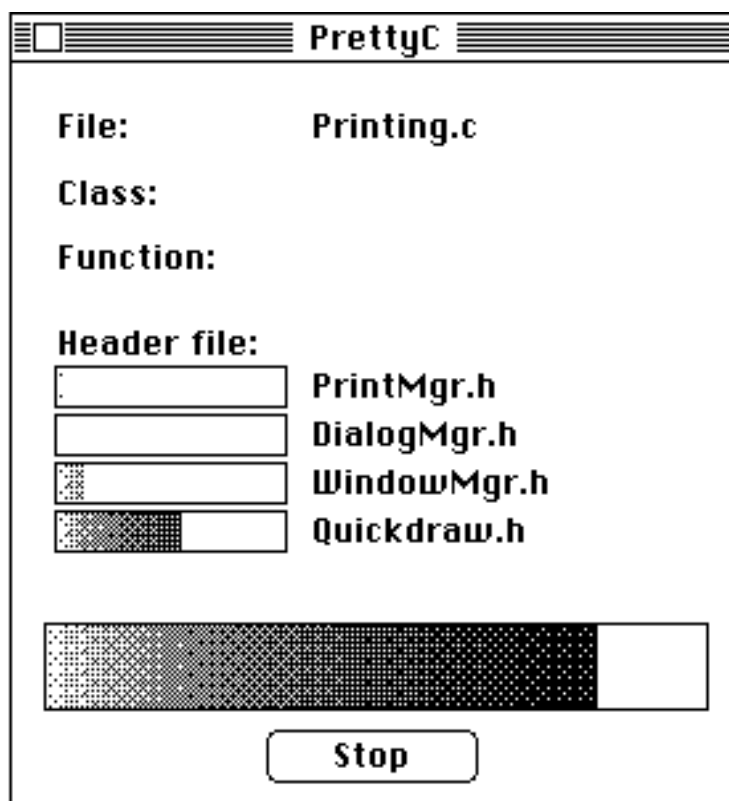 PrettyC
File: Printing.c
Class:
Function:
Header file:
PrintMgr.h
DialogMgr.h
WindowMgr.h
Quickdraw.h
Stop